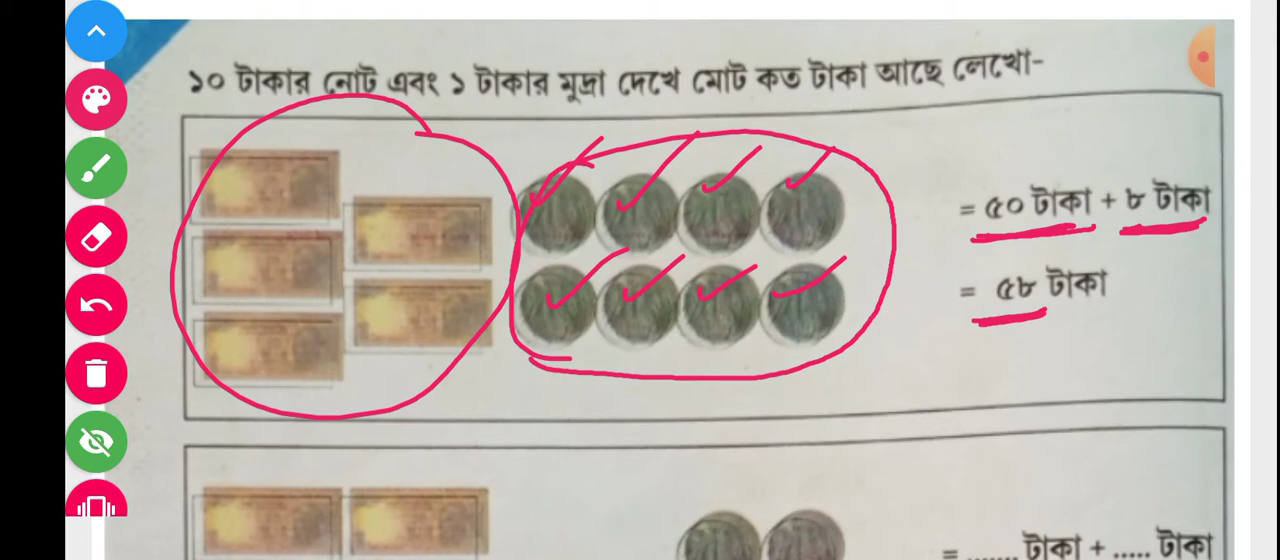 ১০ টাকার নোট এবং ১ টাকার মুদ্রা দেখে মোট কত টাকা আছে লেখো-
= ৫০ টাকা + ৮ টাকা
= ৫৮ টাকা
= ....... টাকা + ..... টাকা